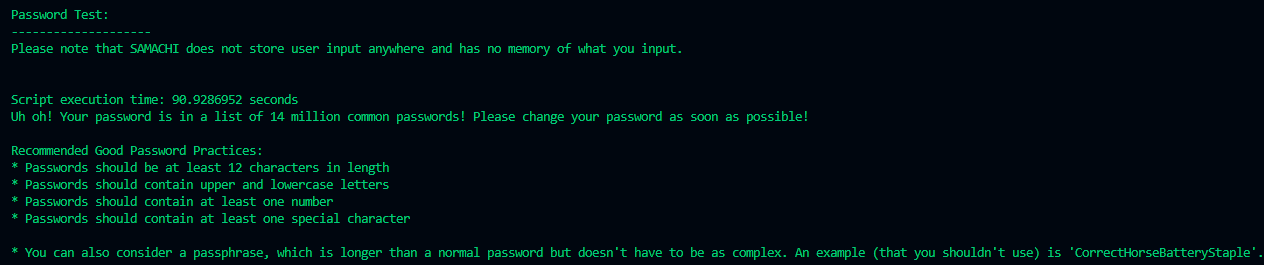 Password Test:
--------------------
Please note that SAMACHI does not store user input anywhere and has no memory of what you input.
Script execution time: 90.9286952 seconds
Uh oh! Your password is in a list of 14 million common passwords! Please change your password as soon as possible!
Recommended Good Password Practices:
* Passwords should be at least 12 characters in length
* Passwords should contain upper and lowercase letters
* Passwords should contain at least one number
* Passwords should contain at least one special character
* You can also consider a passphrase, which is longer than a normal password but doesn't have to be as complex. An example (that you shouldn't use) is 'CorrectHorseBatteryStaple'.